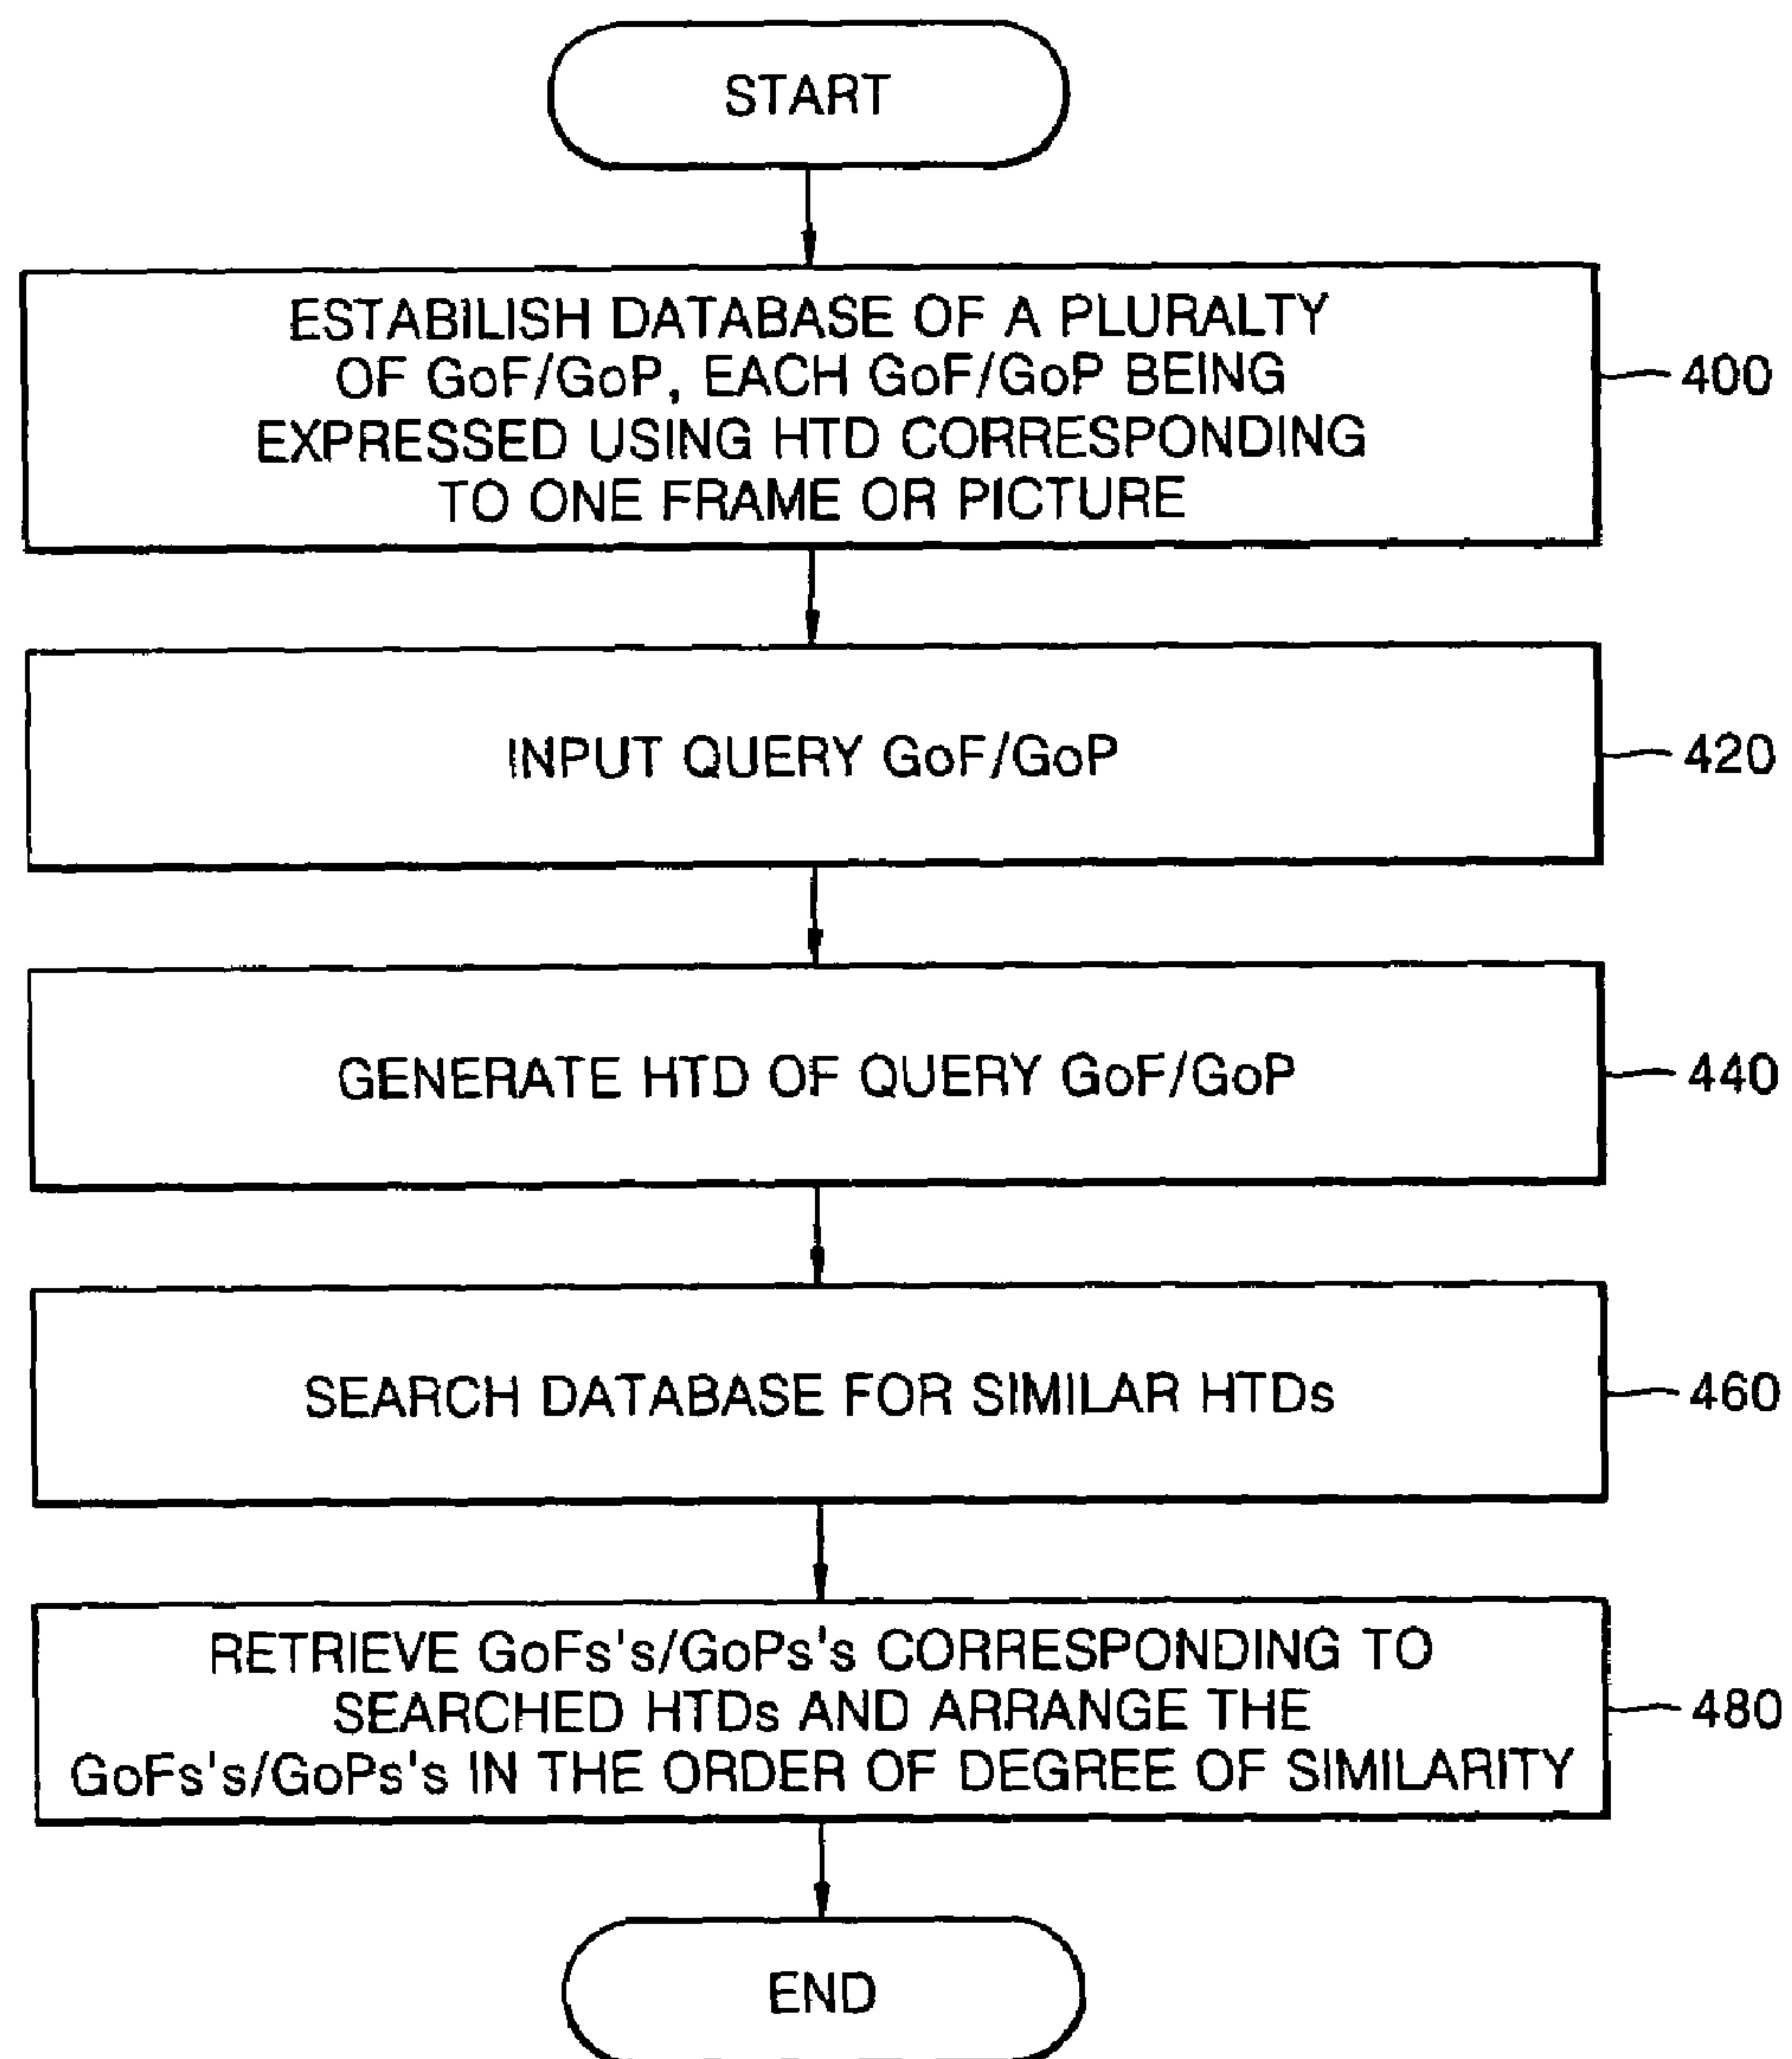 START
ESTABILISH DATABASE OF A PLURALTY
OF GoF/GoP, EACH GoF/GoP BEING
EXPRESSED USING HTD CORRESPONDING
TO ONE FRAME OR PICTURE
400
INPUT QUERY GoF/GoP
420
GENERATE HTD OF QUERY GoF/GoP
440
SEARCH DATABASE FOR SIMILAR HTDs
460
RETRIEVE GoFs's/GoPs's CORRESPONDING TO
SEARCHED HTDs AND ARRANGE THE
GoFs's/GoPs's IN THE ORDER OF DEGREE OF SIMILARITY
480
END